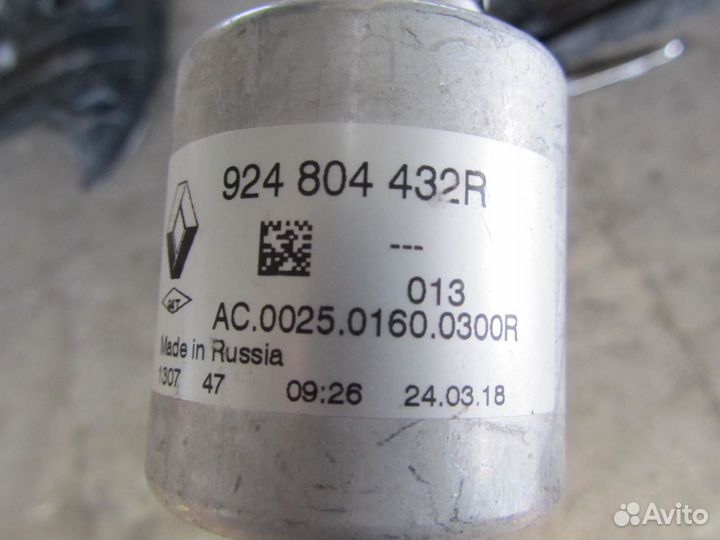 924 804 432R
---
013
AC.0025.0160.0300R
Made in Russia
1307 47 09:26 24.03.18
Avito